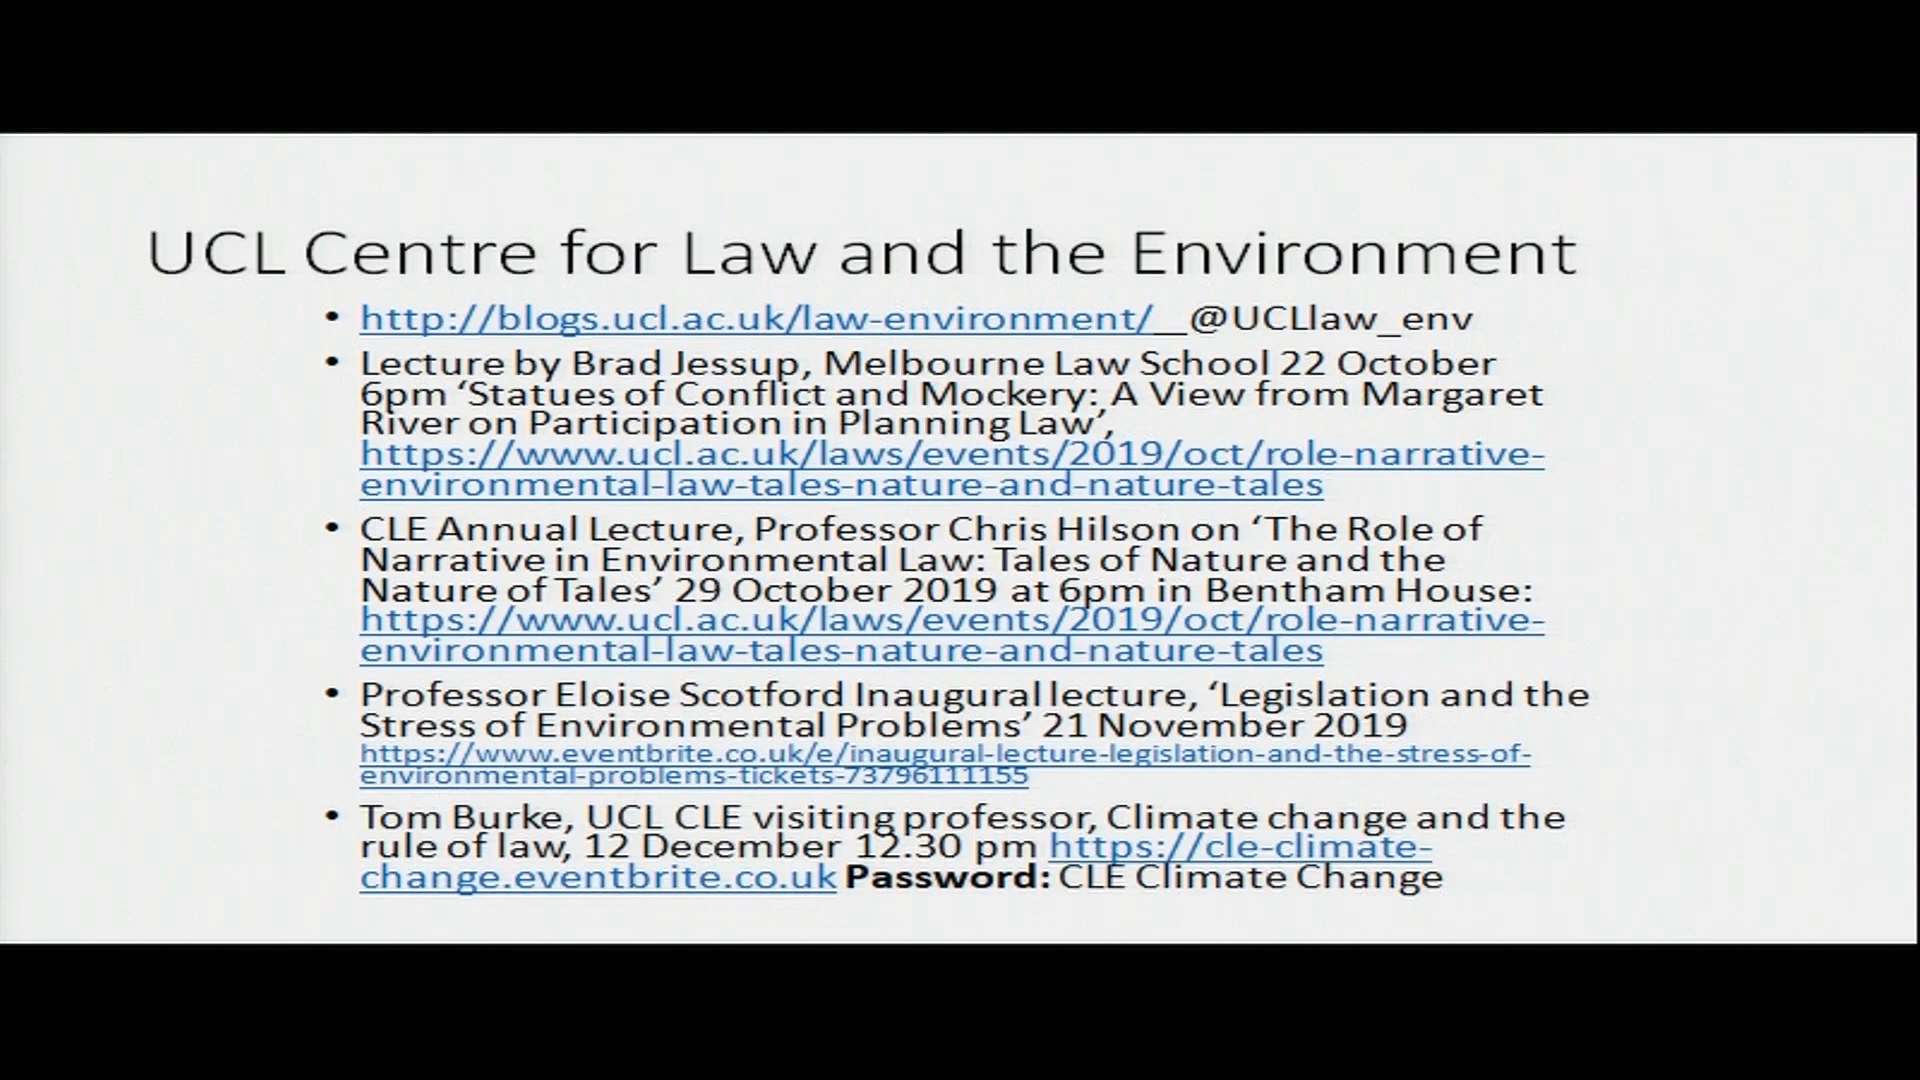 UCL Centre for Law and the Environment
• http://blogs.ucl.ac.uk/law-environment/ @UCLlaw_env
• Lecture by Brad Jessup, Melbourne Law School 22 October
6pm ‘Statues of Conflict and Mockery: A View from Margaret
River on Participation in Planning Law’,
https://www.ucl.ac.uk/laws/events/2019/oct/role-narrative-
environmental-law-tales-nature-and-nature-tales
• CLE Annual Lecture, Professor Chris Hilson on ‘The Role of
Narrative in Environmental Law: Tales of Nature and the
Nature of Tales’ 29 October 2019 at 6pm in Bentham House:
https://www.ucl.ac.uk/laws/events/2019/oct/role-narrative-
environmental-law-tales-nature-and-nature-tales
• Professor Eloise Scotford Inaugural lecture, ‘Legislation and the
Stress of Environmental Problems’ 21 November 2019
https://www.eventbrite.co.uk/e/inaugural-lecture-legislation-and-the-stress-of-
environmental-problems-tickets-73796111155
• Tom Burke, UCL CLE visiting professor, Climate change and the
rule of law, 12 December 12.30 pm https://cle-climate-
change.eventbrite.co.uk Password: CLE Climate Change